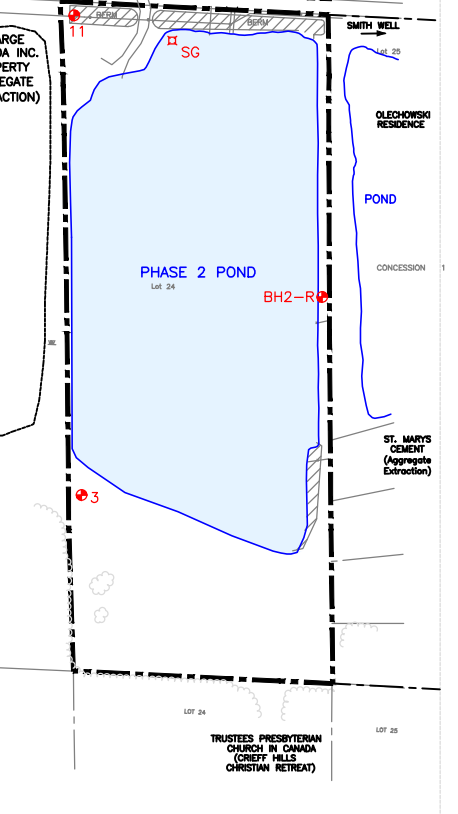 BERM
BERM
11
SMITH WELL
SG
Lot 25
ARGE
DA INC.
PERTY
EGATE
ACTION)
OLECHOWSKI
RESIDENCE
POND
PHASE 2 POND
Lot 24
CONCESSION 1
BH2-R
ST. MARYS
CEMENT
(Aggregate
Extraction)
3
LOT 24
LOT 25
TRUSTEES PRESBYTERIAN
CHURCH IN CANADA
(CRIEFF HILLS
CHRISTIAN RETREAT)